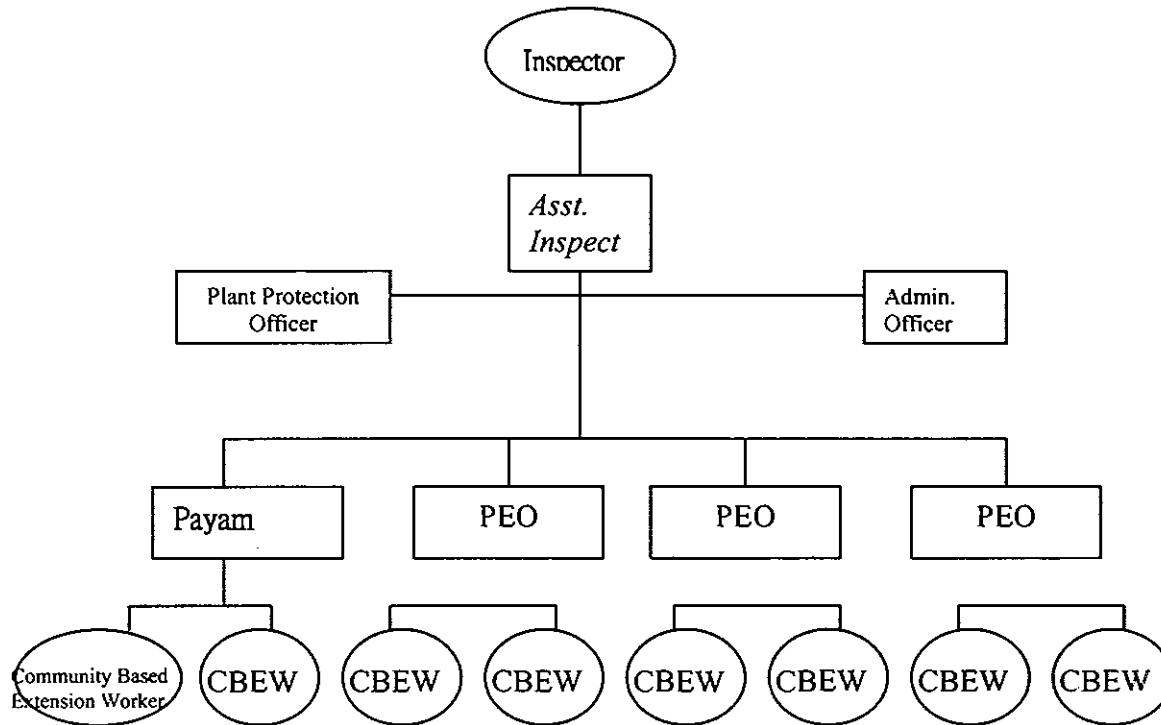 Inspector
Asst.
Inspect
Plant Protection
Officer
Admin.
Officer
Payam
PEO
PEO
PEO
Community Based
Extension Worker
CBEW
CBEW
CBEW
CBEW
CBEW
CBEW
CBEW